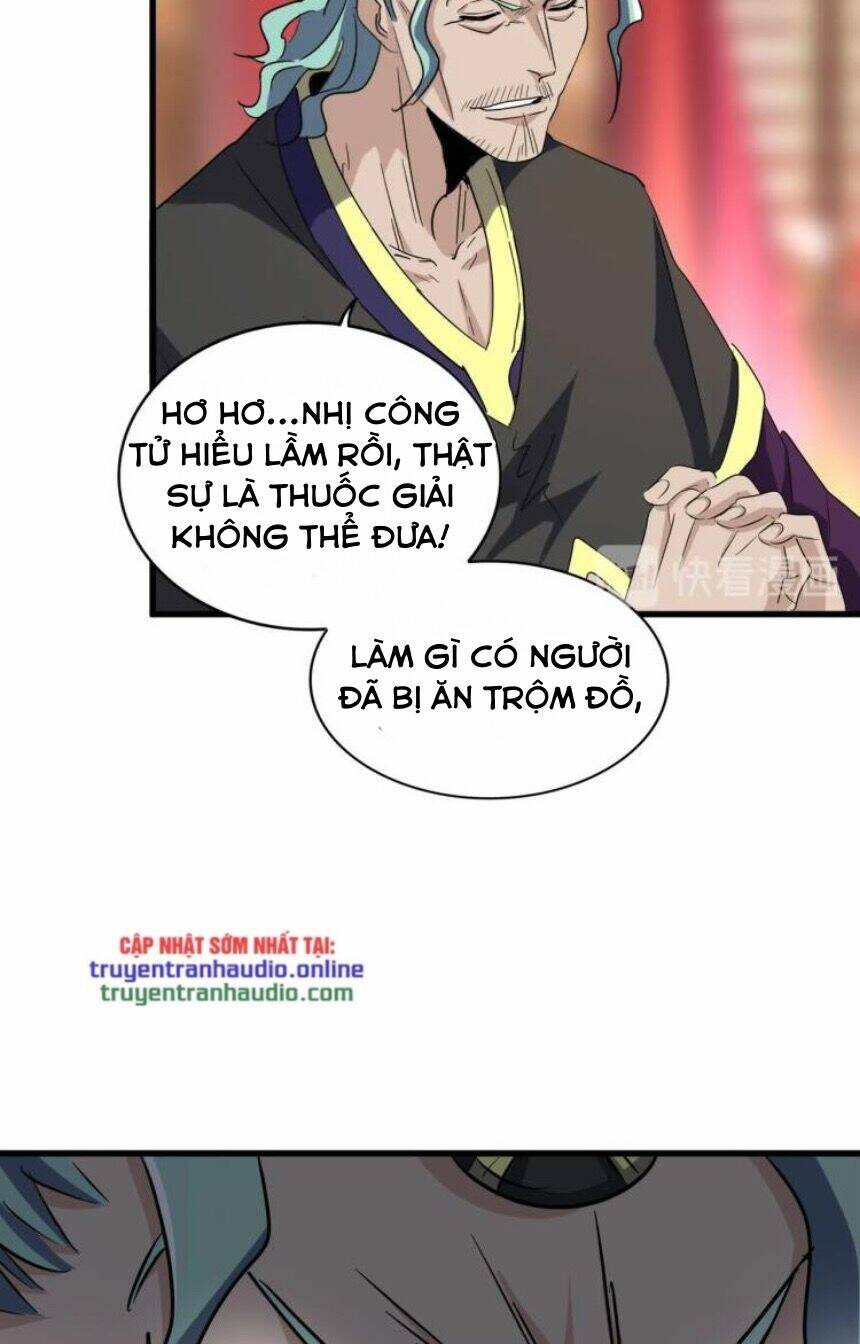 HƠ HƠ...NHỊ CÔNG
TỬ HIỂU LẦM RỒI, THẬT
SỰ LÀ THUỐC GIẢI
KHÔNG THỂ ĐƯA!
快看漫画
LÀM GÌ CÓ NGƯỜI
ĐÃ BỊ ĂN TRỘM ĐỒ,
CẬP NHẬT SỚM NHẤT TẠI:
truyentranhaudio.online
truyentranhaudio.com